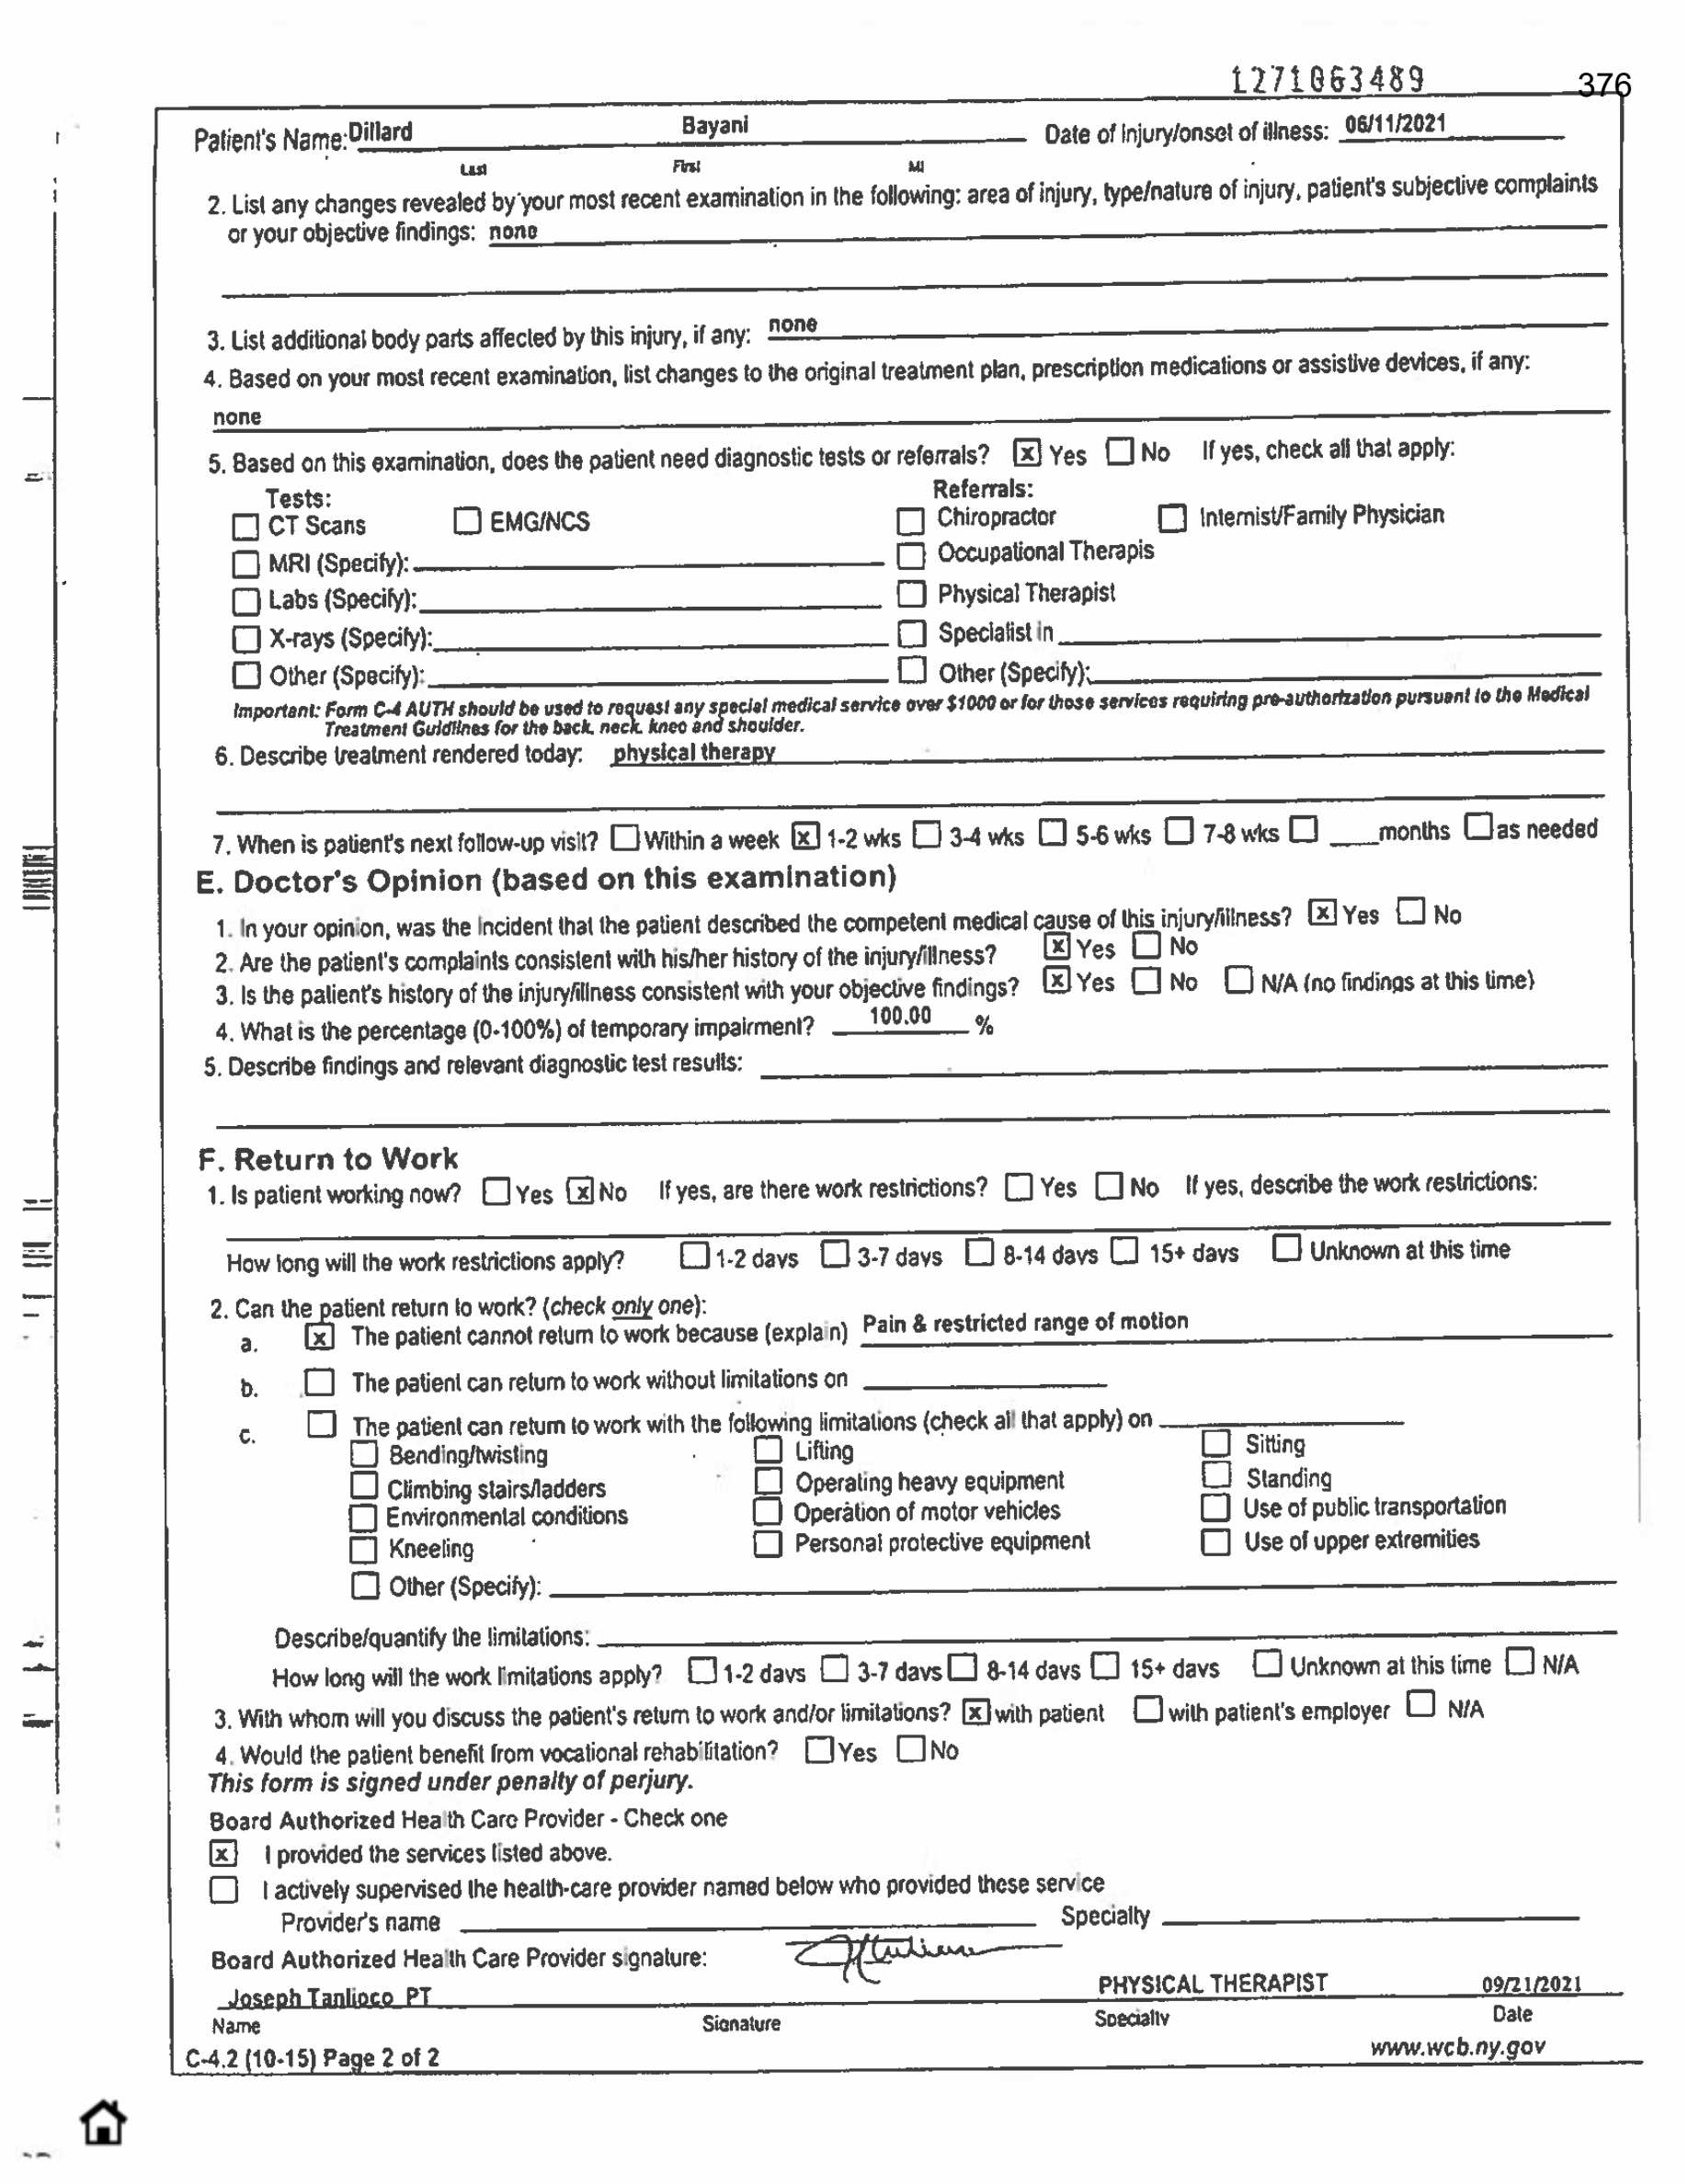 1271063489 376
Patient's Name: Dillard Bayani Date of Injury/onset of illness: 06/11/2021
Last First MI
2. List any changes revealed by your most recent examination in the following: area of injury, type/nature of injury, patient's subjective complaints
or your objective findings: none
3. List additional body parts affected by this injury, if any: none
4. Based on your most recent examination, list changes to the original treatment plan, prescription medications or assistive devices, if any:
none
5. Based on this examination, does the patient need diagnostic tests or referrals? [x] Yes [ ] No If yes, check all that apply:
Tests: Referrals:
[ ] CT Scans [ ] EMG/NCS [ ] Chiropractor [ ] Internist/Family Physician
[ ] MRI (Specify): [ ] Occupational Therapis
[ ] Labs (Specify): [ ] Physical Therapist
[ ] X-rays (Specify): [ ] Specialist in
[ ] Other (Specify): [ ] Other (Specify):
Important: Form C-4 AUTH should be used to request any special medical service over $1000 or for those services requiring pre-authorization pursuant to the Medical
Treatment Guidlines for the back, neck, knee and shoulder.
6. Describe treatment rendered today: physical therapy
7. When is patient's next follow-up visit? [ ] Within a week [x] 1-2 wks [ ] 3-4 wks [ ] 5-6 wks [ ] 7-8 wks [ ] ____months [ ] as needed
E. Doctor's Opinion (based on this examination)
1. In your opinion, was the incident that the patient described the competent medical cause of this injury/illness? [x] Yes [ ] No
2. Are the patient's complaints consistent with his/her history of the injury/illness? [x] Yes [ ] No
3. Is the patient's history of the injury/illness consistent with your objective findings? [x] Yes [ ] No [ ] N/A (no findings at this time)
4. What is the percentage (0-100%) of temporary impairment? 100.00 %
5. Describe findings and relevant diagnostic test results:
F. Return to Work
1. Is patient working now? [ ] Yes [x] No If yes, are there work restrictions? [ ] Yes [ ] No If yes, describe the work restrictions:
How long will the work restrictions apply? [ ] 1-2 days [ ] 3-7 days [ ] 8-14 days [ ] 15+ days [ ] Unknown at this time
2. Can the patient return to work? (check only one):
a. [x] The patient cannot return to work because (explain) Pain & restricted range of motion
b. [ ] The patient can return to work without limitations on
c. [ ] The patient can return to work with the following limitations (check all that apply) on
[ ] Bending/twisting [ ] Lifting [ ] Sitting
[ ] Climbing stairs/ladders [ ] Operating heavy equipment [ ] Standing
[ ] Environmental conditions [ ] Operation of motor vehicles [ ] Use of public transportation
[ ] Kneeling [ ] Personal protective equipment [ ] Use of upper extremities
[ ] Other (Specify):
Describe/quantify the limitations:
How long will the work limitations apply? [ ] 1-2 days [ ] 3-7 days [ ] 8-14 days [ ] 15+ days [ ] Unknown at this time [ ] N/A
3. With whom will you discuss the patient's return to work and/or limitations? [x] with patient [ ] with patient's employer [ ] N/A
4. Would the patient benefit from vocational rehabilitation? [ ] Yes [ ] No
This form is signed under penalty of perjury.
Board Authorized Health Care Provider - Check one
[x] I provided the services listed above.
[ ] I actively supervised the health-care provider named below who provided these service
Provider's name Specialty
Board Authorized Health Care Provider signature:
Joseph Tanlioco PT PHYSICAL THERAPIST 09/21/2021
Name Signature Specialty Date
C-4.2 (10-15) Page 2 of 2 www.wcb.ny.gov